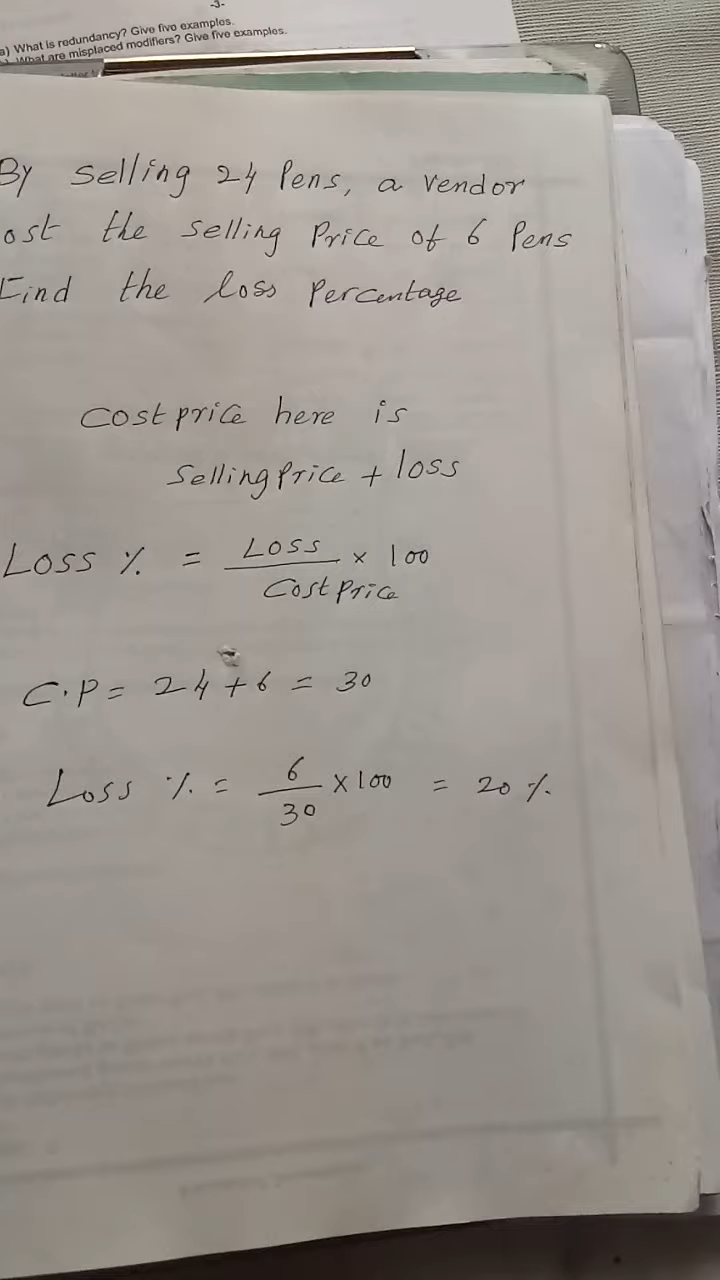 -3-
a) What is redundancy? Give five examples.
What are misplaced modifiers? Give five examples.
By selling 24 Pens, a vendor
ost the selling Price of 6 Pens
Find the loss Percentage
Cost price here is
Selling Price + loss
Loss % = Loss / Cost Price × 100
C.P = 24 + 6 = 30
Loss % = 6 / 30 × 100 = 20 %